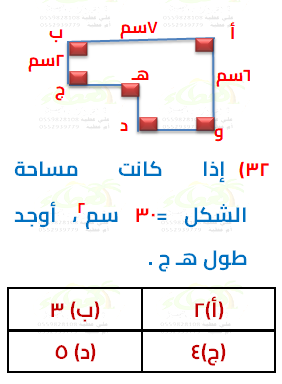 أ
٧سم
ب
٢سم
ج
هـ
٦سم
د
و
٣٢) إذا كانت مساحة
الشكل =٣٠ سم٢، أوجد
طول هـ ج .
(أ)٢
(ب) ٣
(ج)٤
(د) ٥